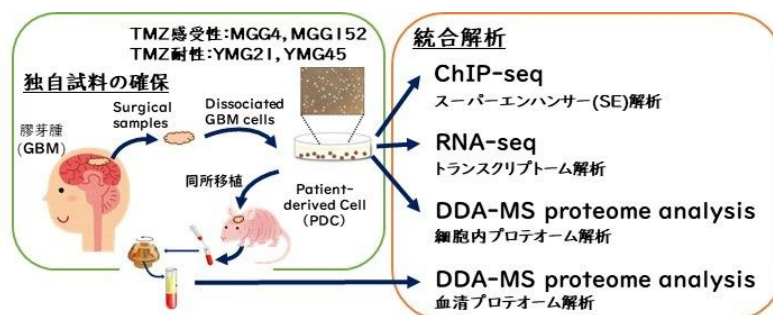 TMZ感受性:MGG4,MGG152
TMZ耐性:YMG21,YMG45
独自試料の確保
Surgical
samples
Dissociated
GBM cells
膠芽腫
(GBM)
同所移植
Patient-
derived Cell
(PDC)
統合解析
ChIP-seq
スーパーエンハンサー(SE)解析
RNA-seq
トランスクリプトーム解析
DDA-MS proteome analysis
細胞内プロテオーム解析
DDA-MS proteome analysis
血清プロテオーム解析